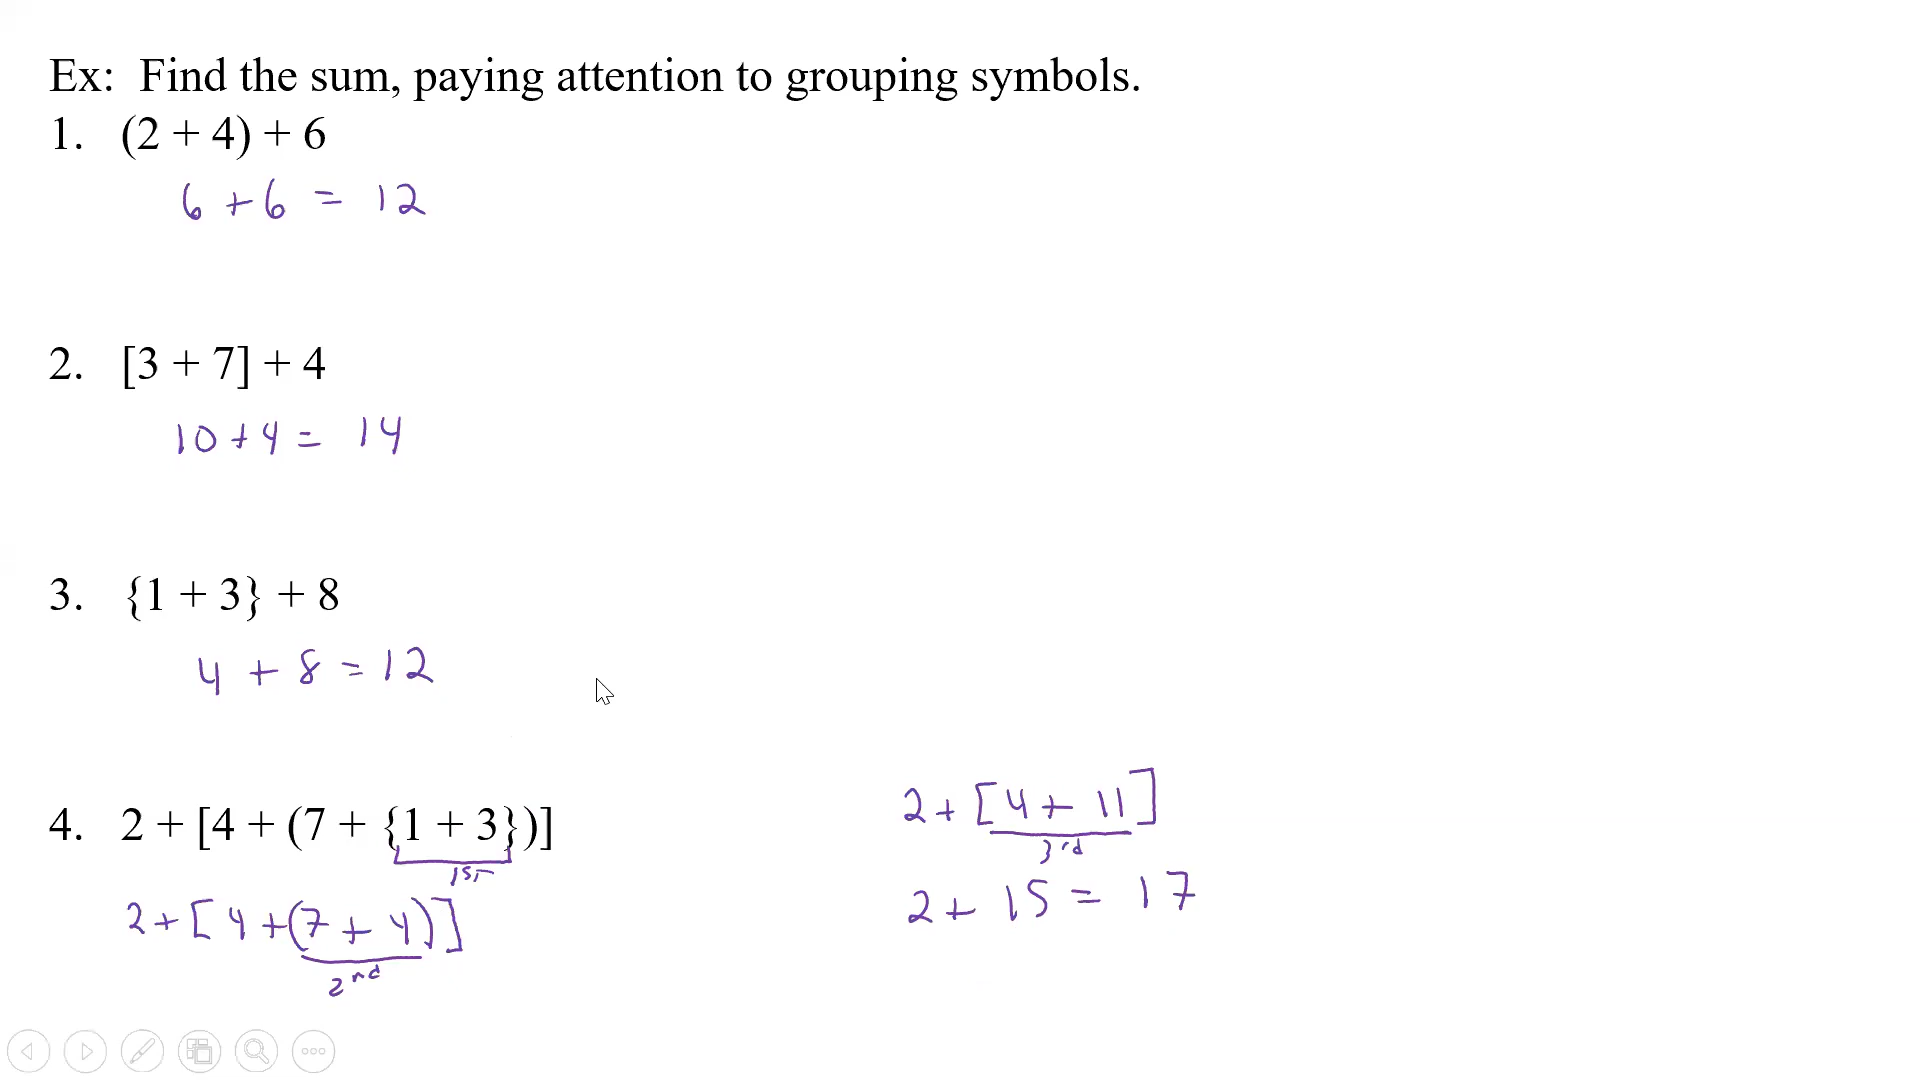 Ex: Find the sum, paying attention to grouping symbols.
1. (2 + 4) + 6
6 + 6 = 12
2. [3 + 7] + 4
10 + 4 = 14
3. {1 + 3} + 8
4 + 8 = 12
4. 2 + [4 + (7 + {1 + 3})]
1st
2 + [4 + (7 + 4)]
2nd
2 + [4 + 11]
3rd
2 + 15 = 17